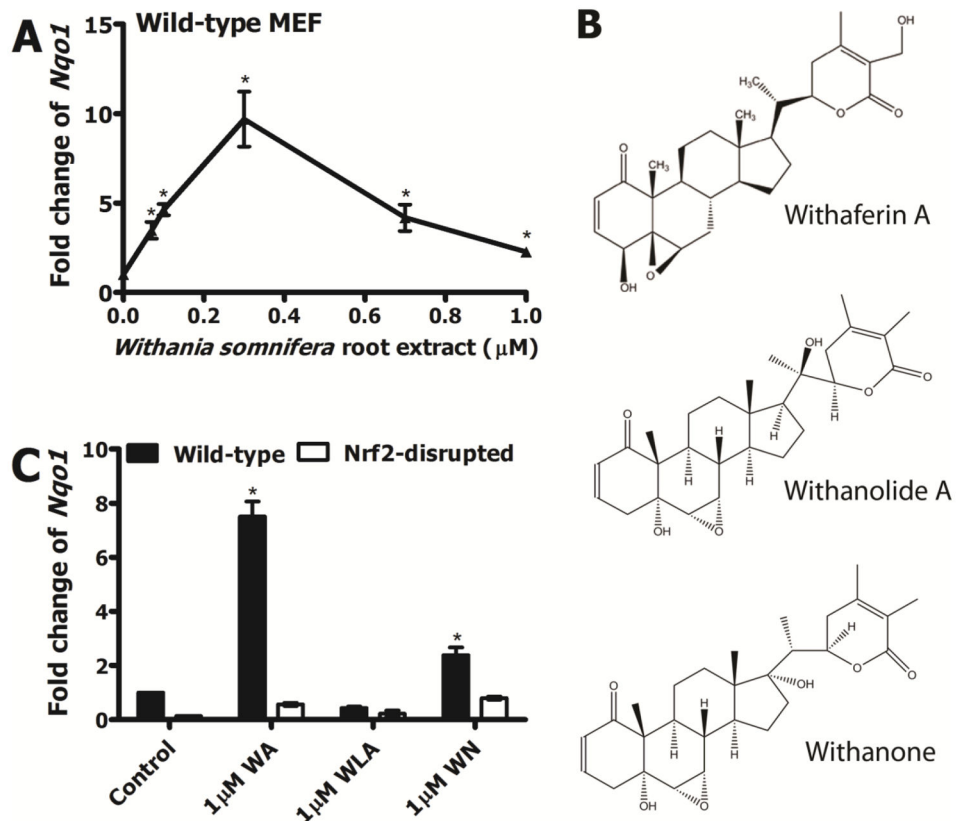 A
Wild-type MEF
Fold change of Nqo1
15
10
5
0
*
*
*
*
*
0.0 0.2 0.4 0.6 0.8 1.0
Withania somnifera root extract (μM)
B
OH
CH₃
H₃C
O
O
CH₃
O
CH₃
O
OH
Withaferin A
OH
O
O
H
O
H
H
H
H
OH
O
Withanolide A
H
O
O
OH
O
H
H
H
OH
O
Withanone
C
Wild-type Nrf2-disrupted
Fold change of Nqo1
10
8
6
4
2
0
*
*
Control 1μM WA 1μM WLA 1μM WN